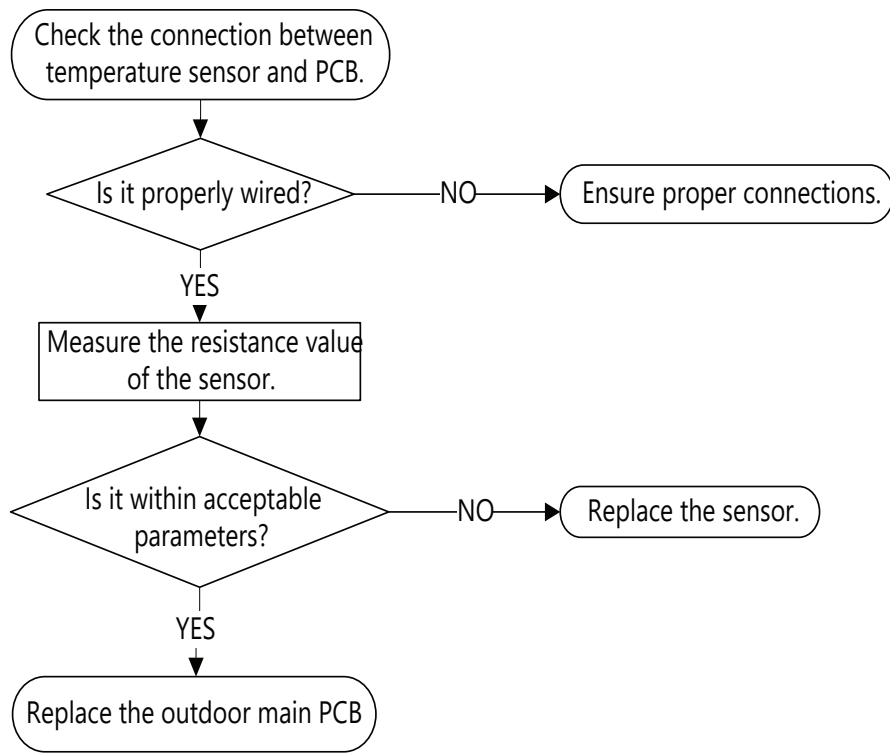 Check the connection between
temperature sensor and PCB.
Is it properly wired?
NO
Ensure proper connections.
YES
Measure the resistance value
of the sensor.
Is it within acceptable
parameters?
NO
Replace the sensor.
YES
Replace the outdoor main PCB